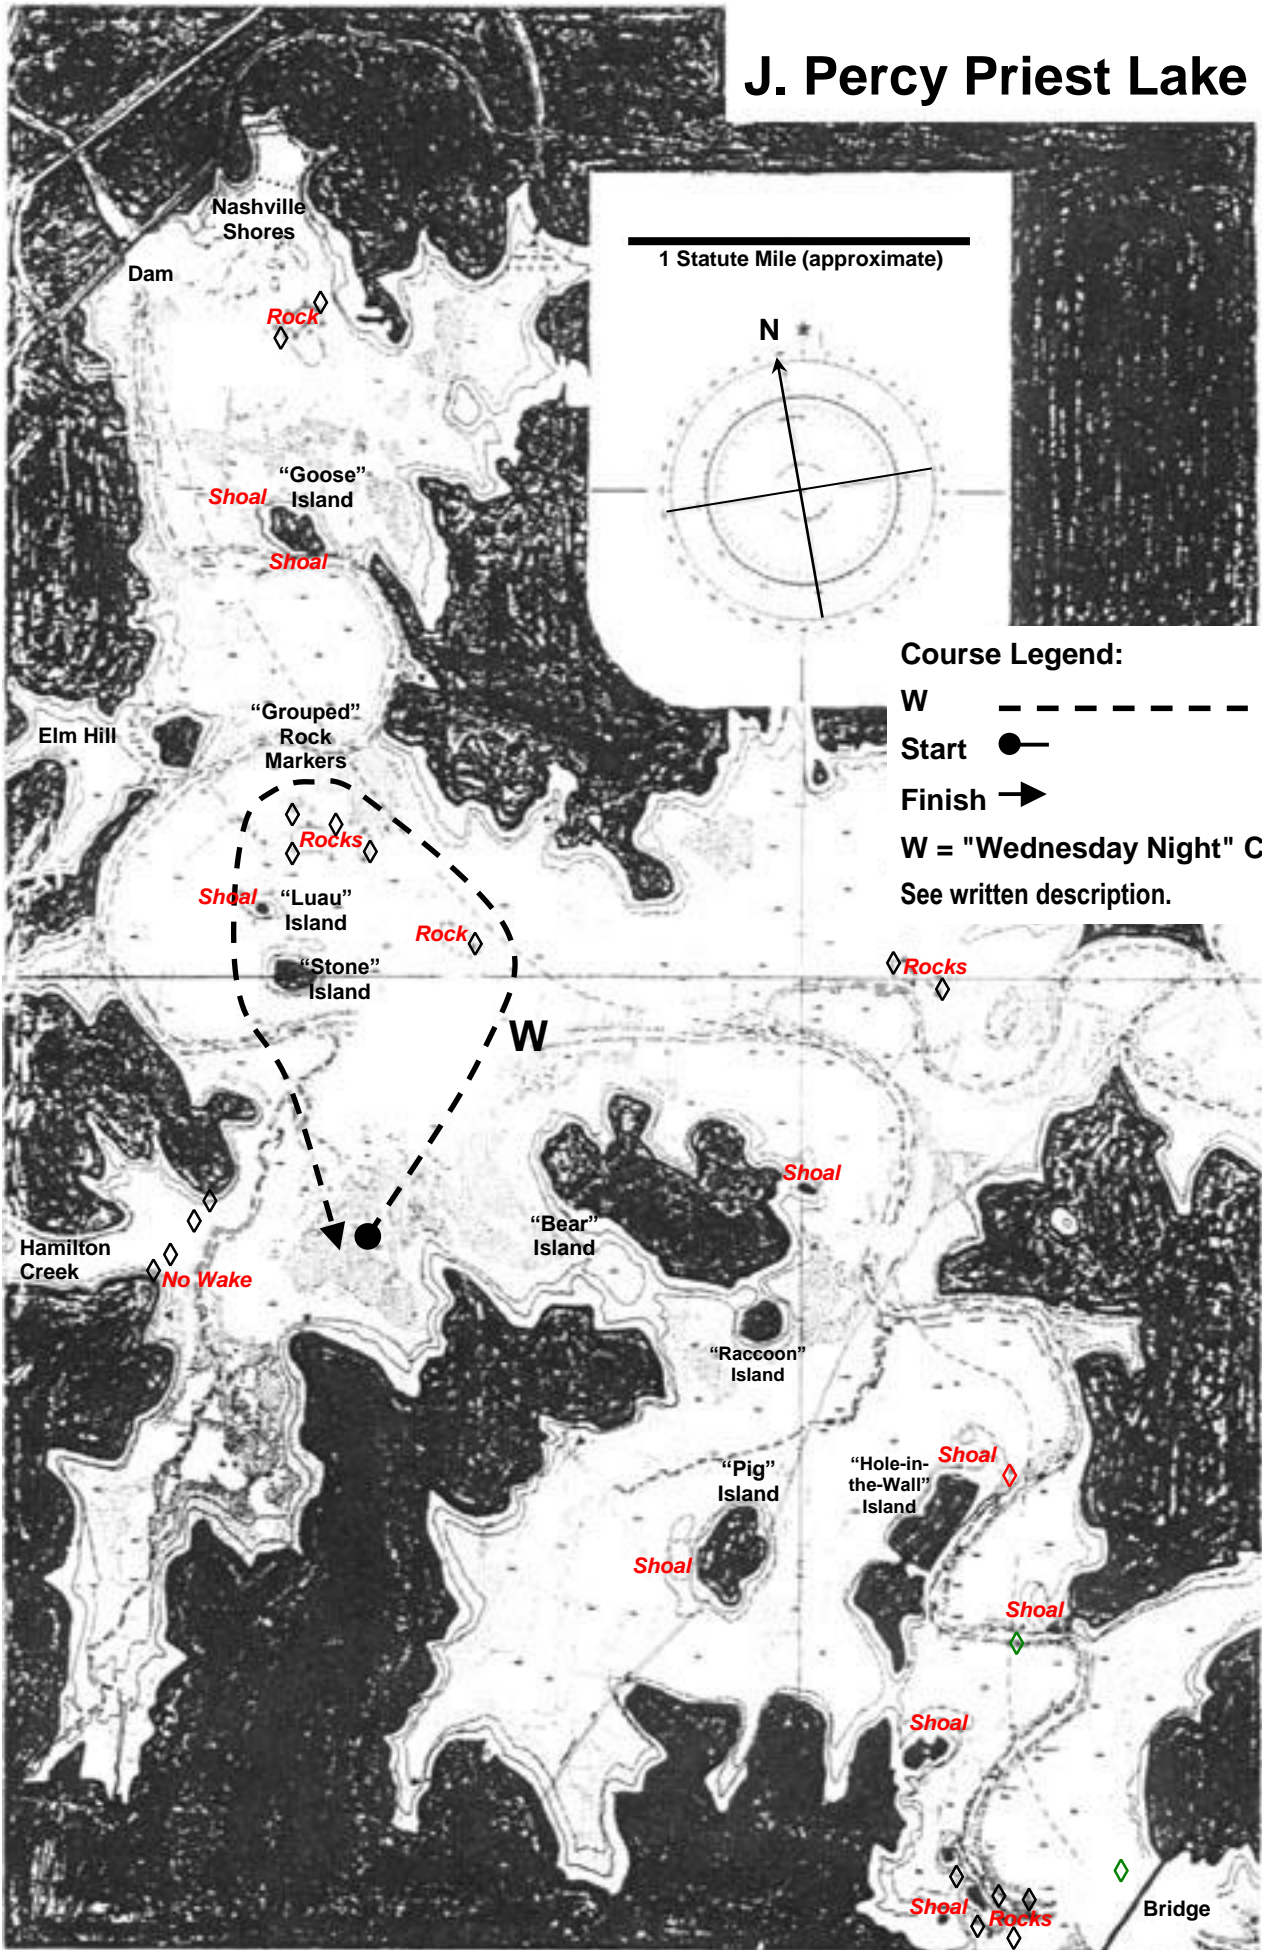 J. Percy Priest Lake
Nashville
Shores
Dam
1 Statute Mile (approximate)
Rock
N
"Goose"
Island
Shoal
Shoal
Course Legend:
W
Start
Finish
W = "Wednesday Night" C
See written description.
"Grouped"
Rock
Markers
Elm Hill
Rocks
Shoal
"Luau"
Island
Rock
"Stone"
Island
Rocks
W
Shoal
"Bear"
Island
Hamilton
Creek
No Wake
"Raccoon"
Island
"Pig"
Island
"Hole-in-
the-Wall"
Island
Shoal
Shoal
Shoal
Shoal
Shoal
Rocks
Bridge